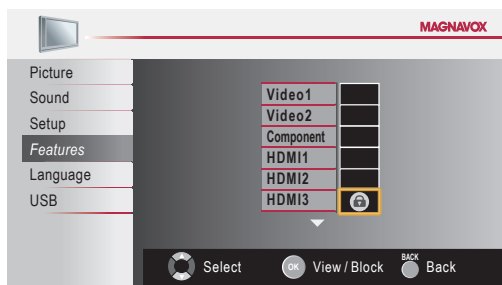 MAGNAVOX
Picture
Sound
Setup
Features
Language
USB
Video1
Video2
Component
HDMI1
HDMI2
HDMI3
Select
OK View / Block
BACK Back